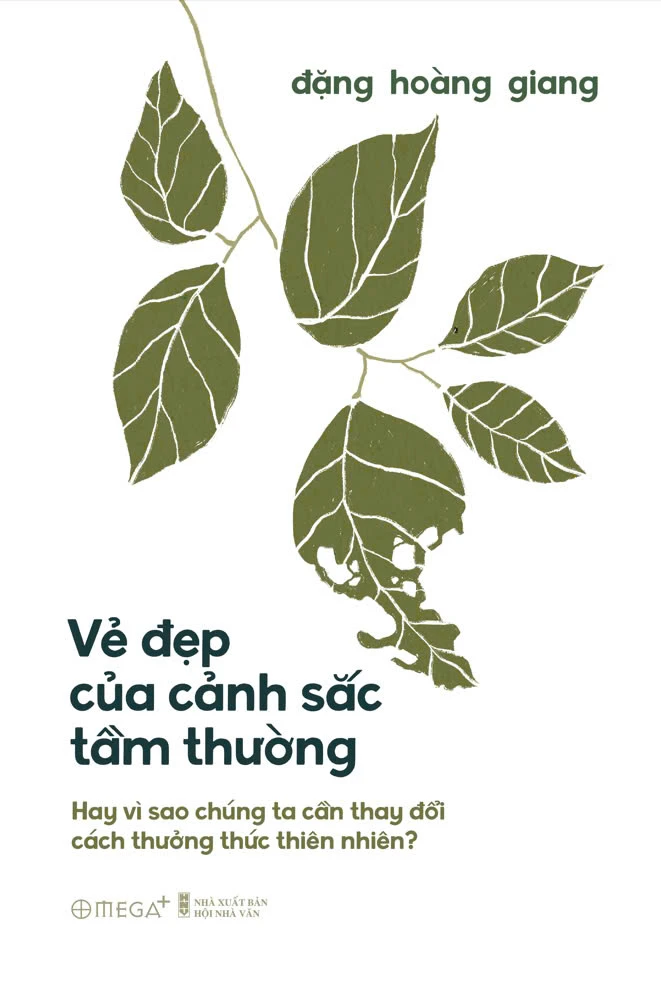 đặng hoàng giang
Vẻ đẹp
của cảnh sắc
tầm thường
Hay vì sao chúng ta cần thay đổi
cách thưởng thức thiên nhiên?
OMEGA+
NHÀ XUẤT BẢN
HỘI NHÀ VĂN